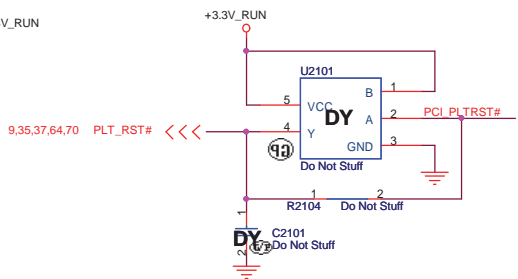 +3.3V_RUN
V_RUN
U2101
5 VCC B 1
DY A 2 PCI_PLTRST#
9,35,37,64,70 PLT_RST# 4 Y
GND 3
Do Not Stuff
1 2
R2104 Do Not Stuff
1
C2101
DY Do Not Stuff
2